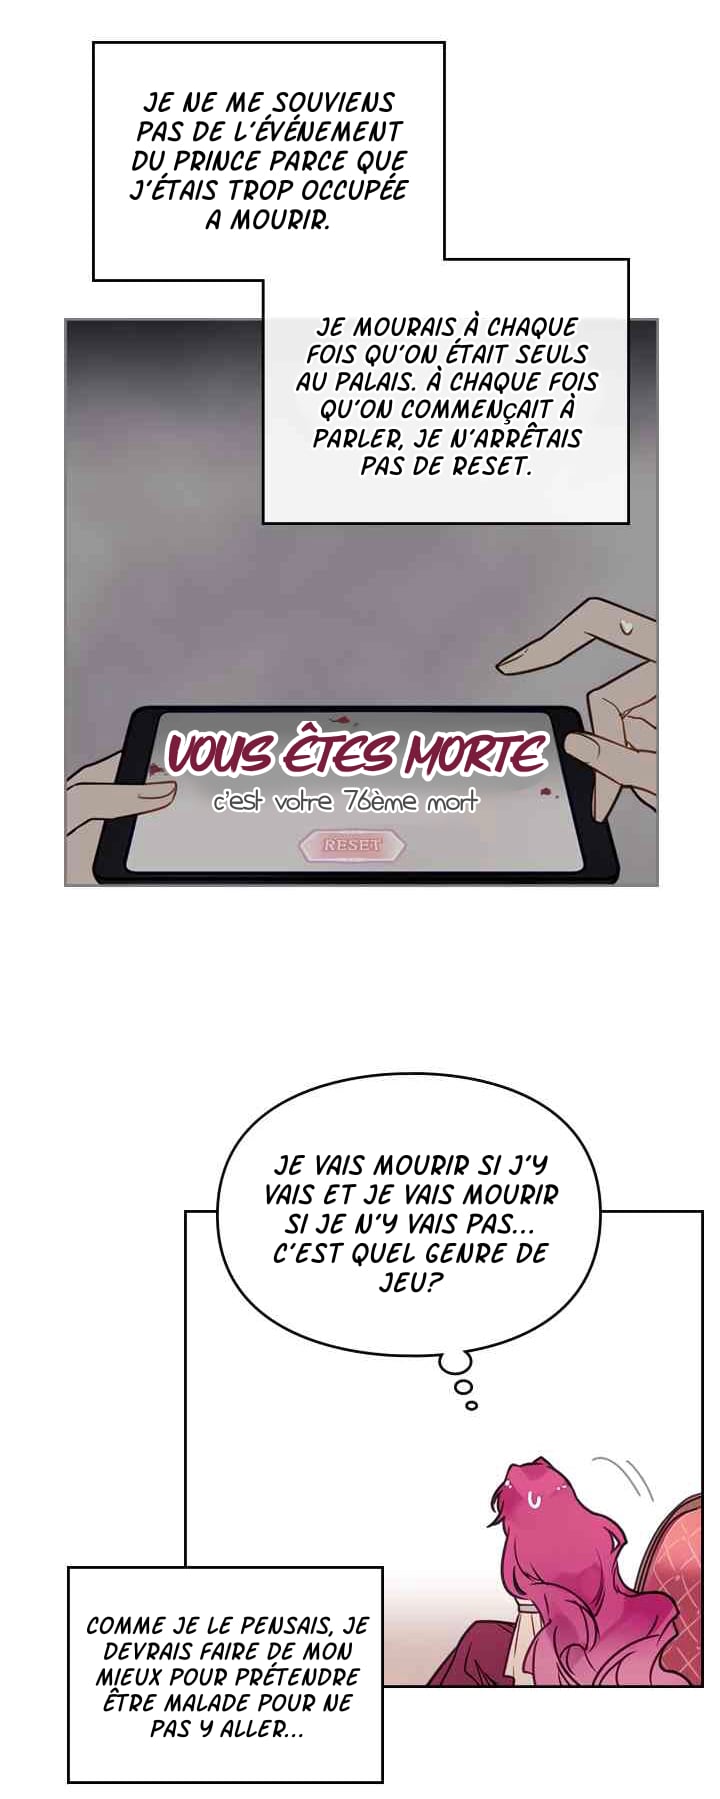 JE NE ME SOUVIENS
PAS DE L'ÉVÉNEMENT
DU PRINCE PARCE QUE
J'ÉTAIS TROP OCCUPÉE
A MOURIR.
JE MOURAIS À CHAQUE
FOIS QU'ON ÉTAIT SEULS
AU PALAIS. À CHAQUE FOIS
QU'ON COMMENÇAIT À
PARLER, JE N'ARRÊTAIS
PAS DE RESET.
VOUS ÊTES MORTE
c'est votre 76ème mort
RESET
JE VAIS MOURIR SI J'Y
VAIS ET JE VAIS MOURIR
SI JE N'Y VAIS PAS...
C'EST QUEL GENRE DE
JEU?
COMME JE LE PENSAIS, JE
DEVRAIS FAIRE DE MON
MIEUX POUR PRÉTENDRE
ÊTRE MALADE POUR NE
PAS Y ALLER...